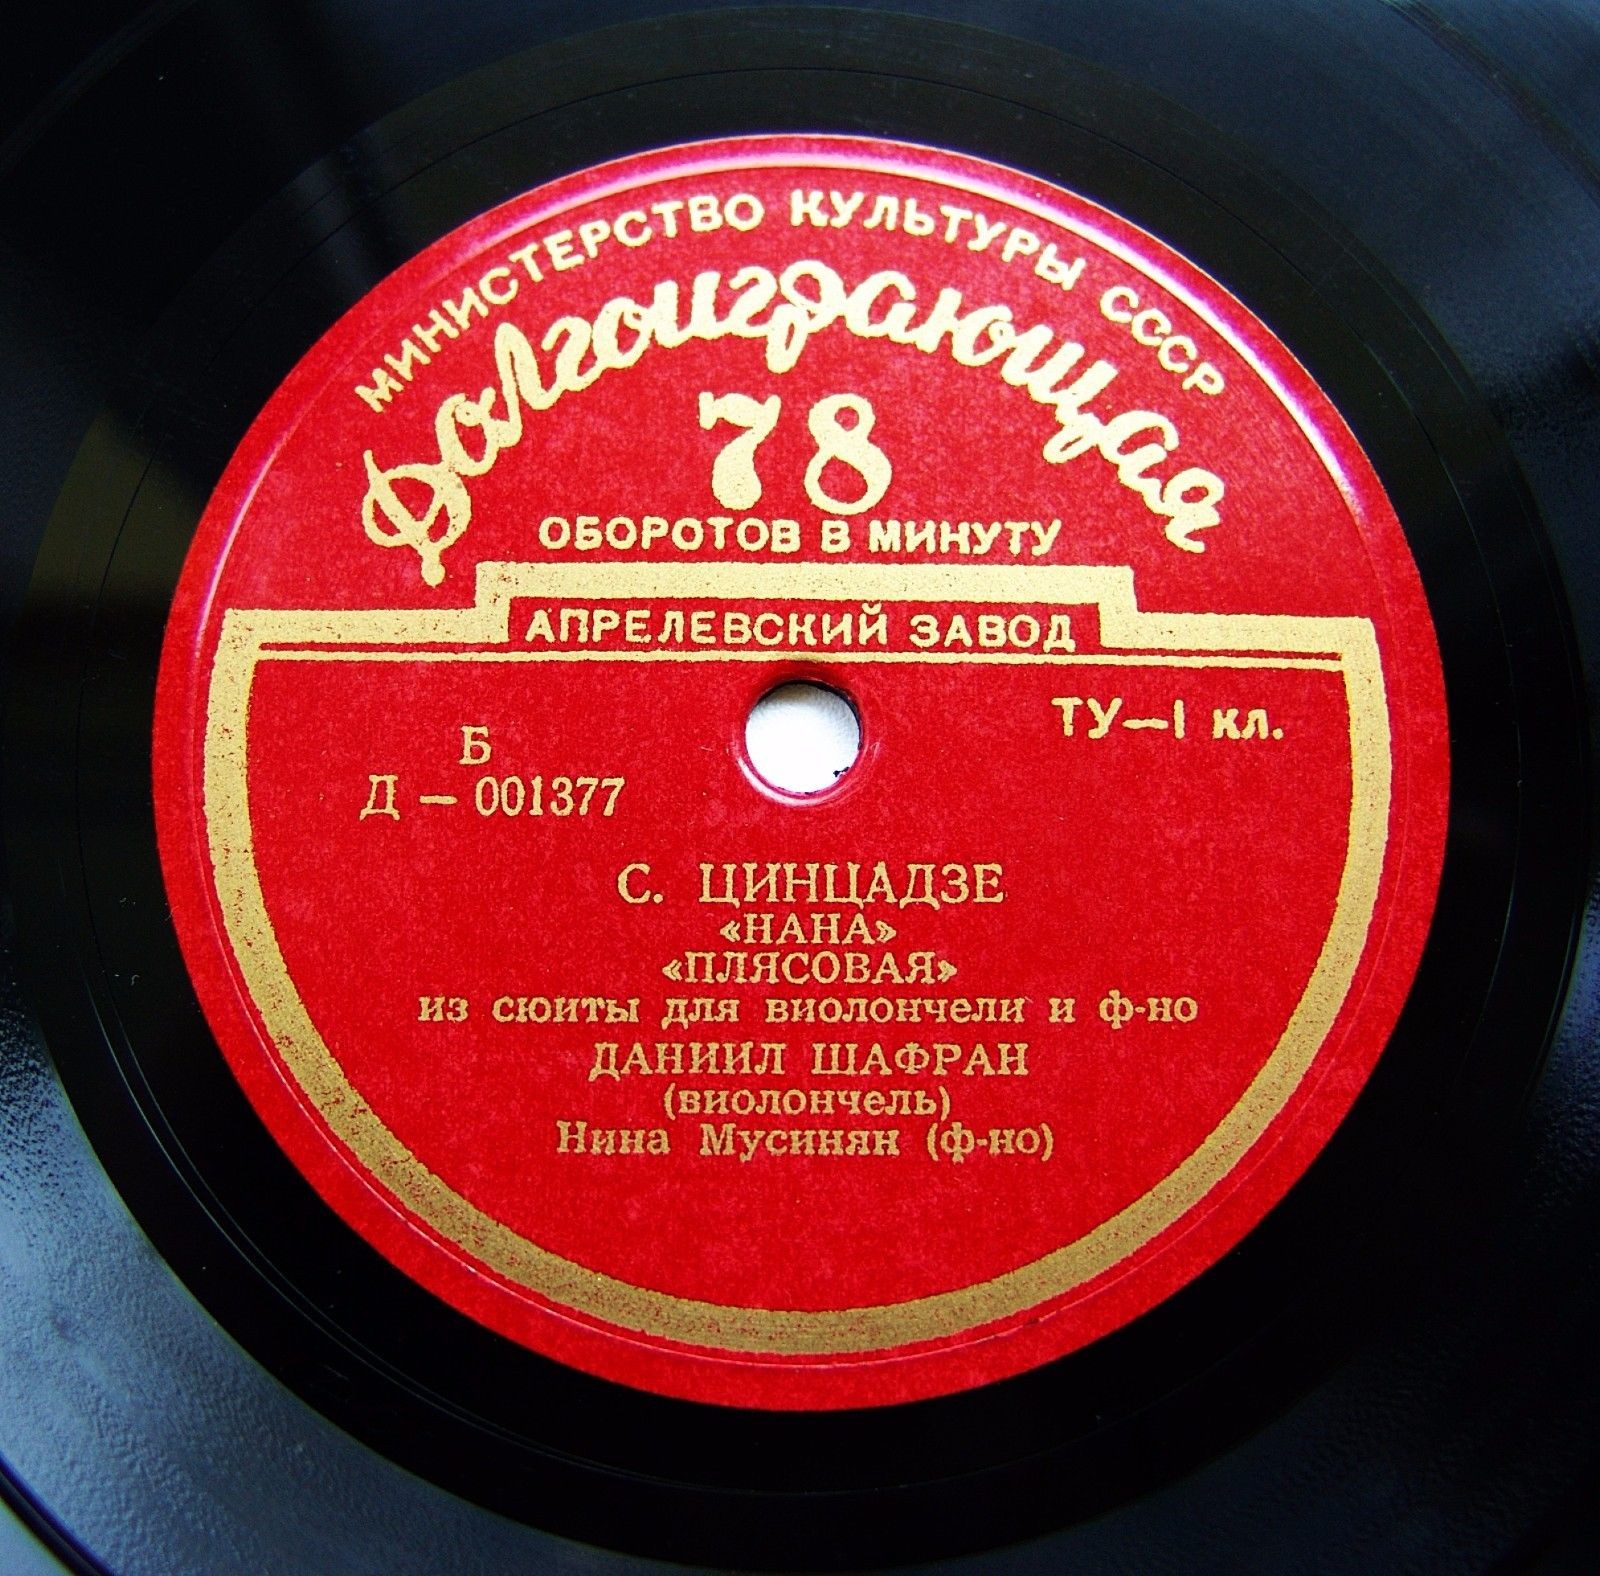 МИНИСТЕРСТВО КУЛЬТУРЫ СССР
Долгоиграющая
78
ОБОРОТОВ В МИНУТУ
АПРЕЛЕВСКИЙ ЗАВОД
ТУ—I кл.
Б
Д — 001377
С. ЦИНЦАДЗЕ
«НАНА»
«ПЛЯСОВАЯ»
из сюиты для виолончели и ф-но
ДАНИИЛ ШАФРАН
(виолончель)
Нина Мусинян (ф-но)